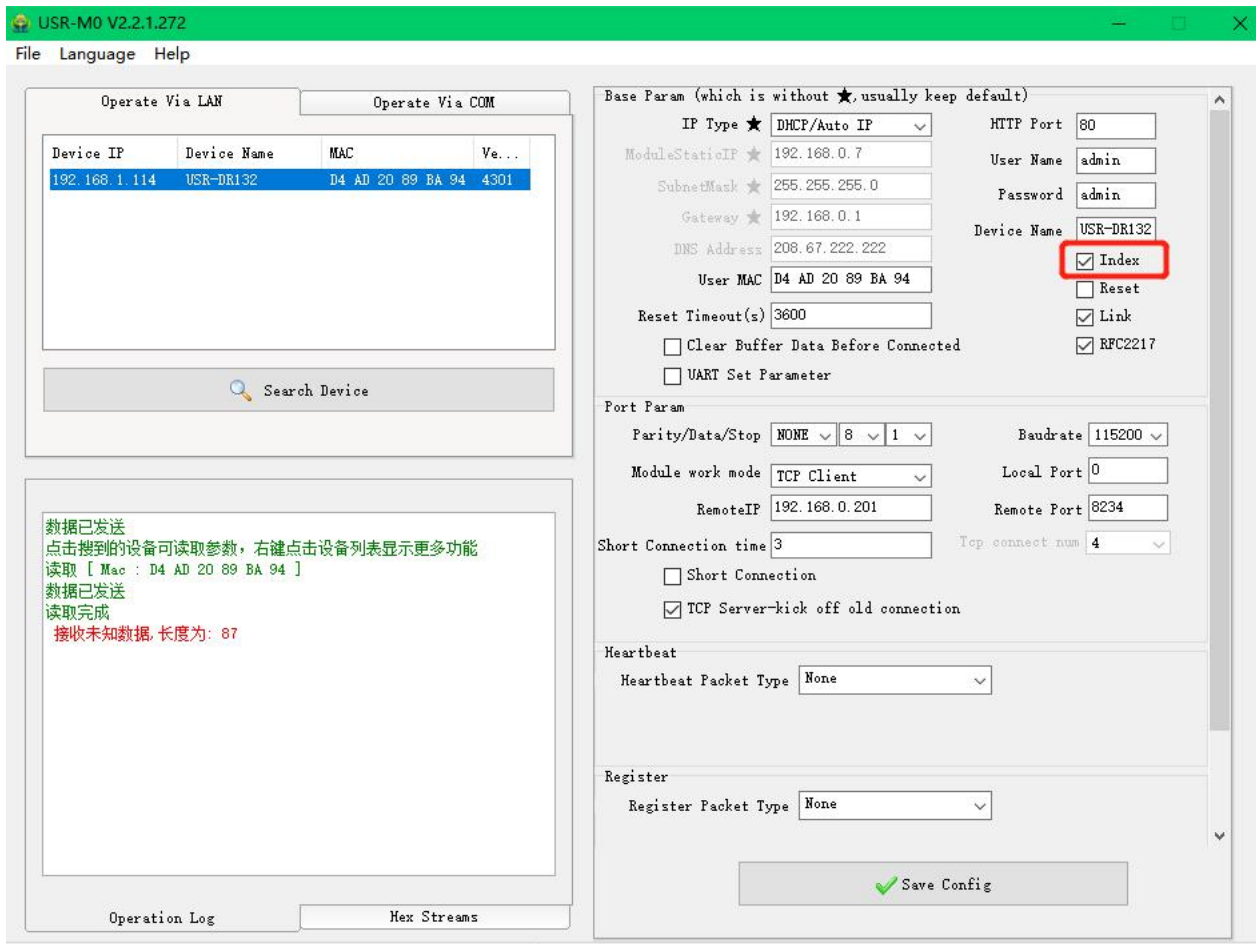 USR-M0 V2.2.1.272
File Language Help
Operate Via LAN
Operate Via COM
Device IP Device Name MAC Ve...
192.168.1.114 USR-DR132 D4 AD 20 89 BA 94 4301
Search Device
数据已发送
点击搜到的设备可读取参数，右键点击设备列表显示更多功能
读取 [ Mac : D4 AD 20 89 BA 94 ]
数据已发送
读取完成
接收未知数据,长度为: 87
Operation Log
Hex Streams
Base Param (which is without ★,usually keep default)
IP Type ★ DHCP/Auto IP
HTTP Port 80
ModuleStaticIP ★ 192.168.0.7
User Name admin
SubnetMask ★ 255.255.255.0
Password admin
Gateway ★ 192.168.0.1
Device Name USR-DR132
DNS Address 208.67.222.222
Index
User MAC D4 AD 20 89 BA 94
Reset
Reset Timeout(s) 3600
Link
Clear Buffer Data Before Connected
RFC2217
UART Set Parameter
Port Param
Parity/Data/Stop NONE 8 1
Baudrate 115200
Module work mode TCP Client
Local Port 0
RemoteIP 192.168.0.201
Remote Port 8234
Short Connection time 3
Tcp connect num 4
Short Connection
TCP Server-kick off old connection
Heartbeat
Heartbeat Packet Type None
Register
Register Packet Type None
Save Config